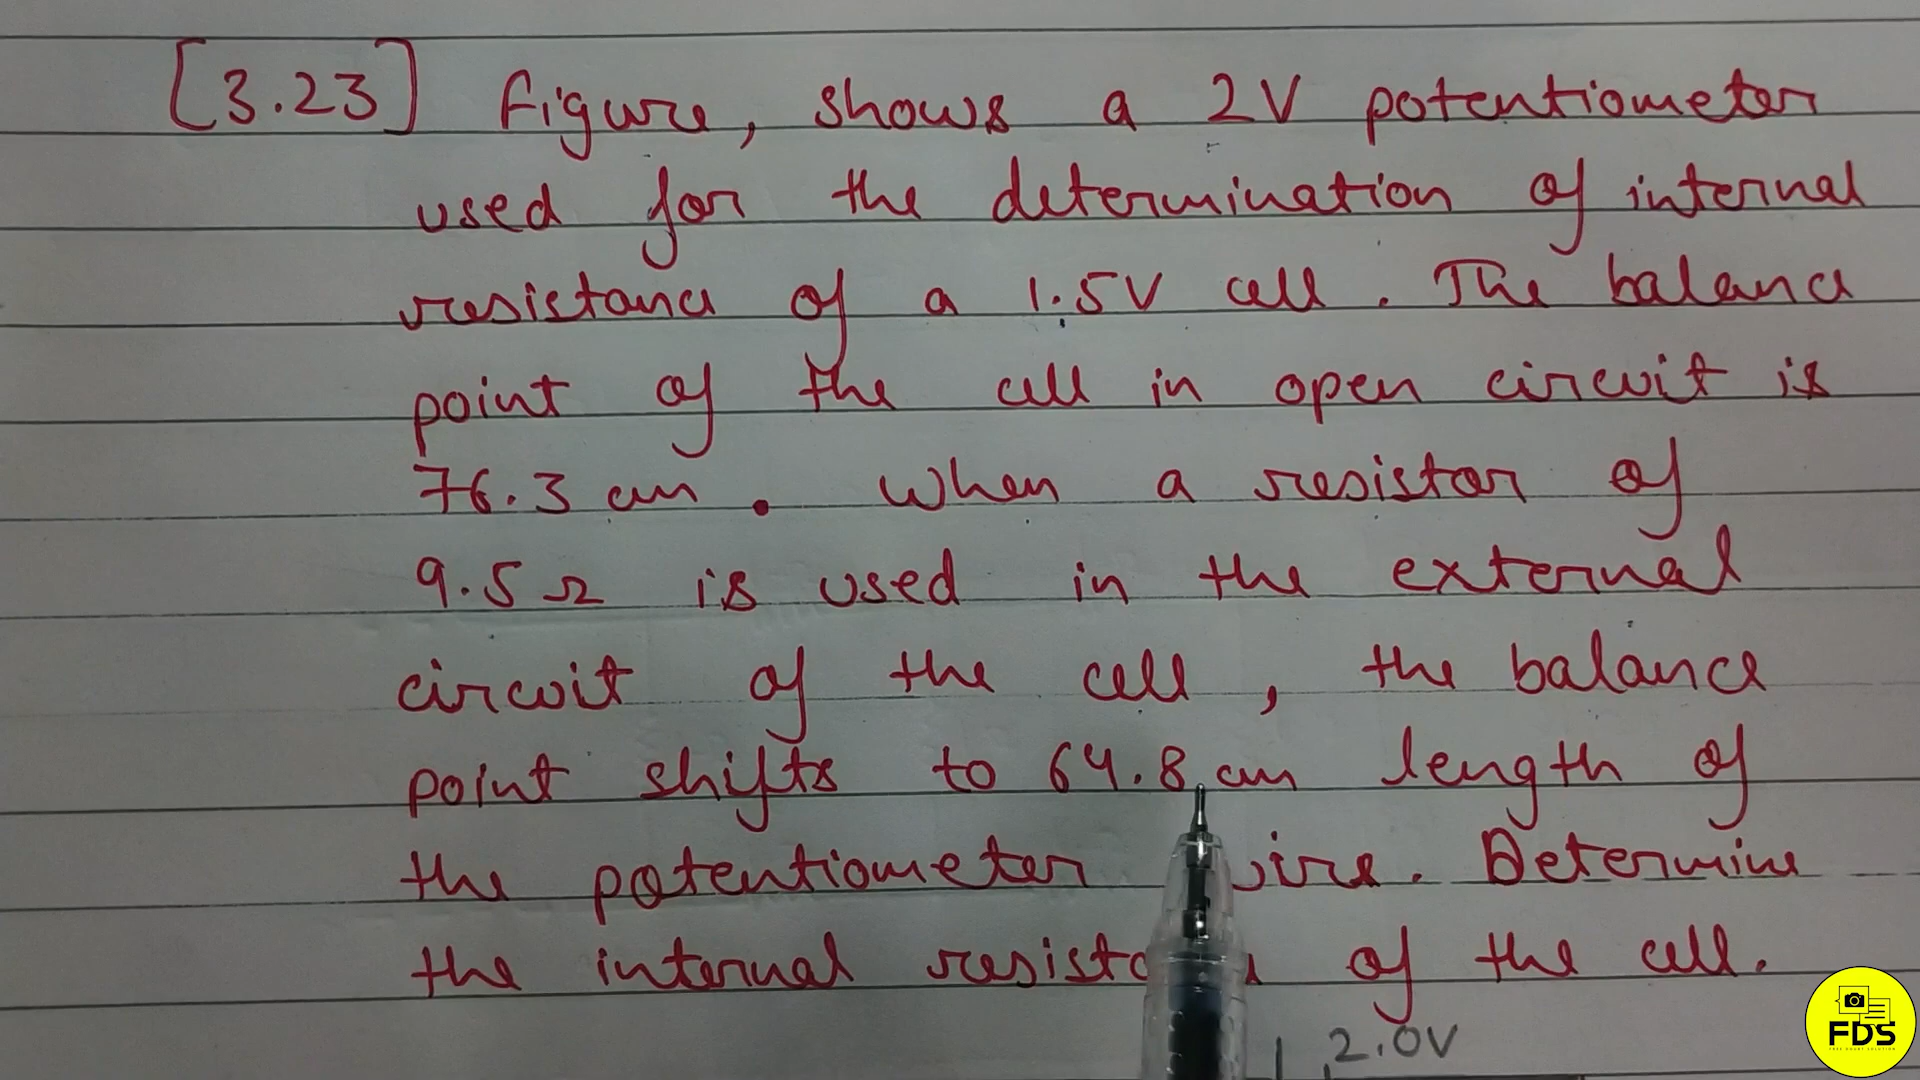 [3.23] Figure, shows a 2V potentiometer
used for the determination of internal
resistance of a 1.5V cell. The balance
point of the cell in open circuit is
76.3 cm. When a resistor of
9.5Ω is used in the external
circuit of the cell, the balance
point shifts to 64.8 cm length of
the potentiometer wire. Determine
the internal of the cell.
2.0V
FDS